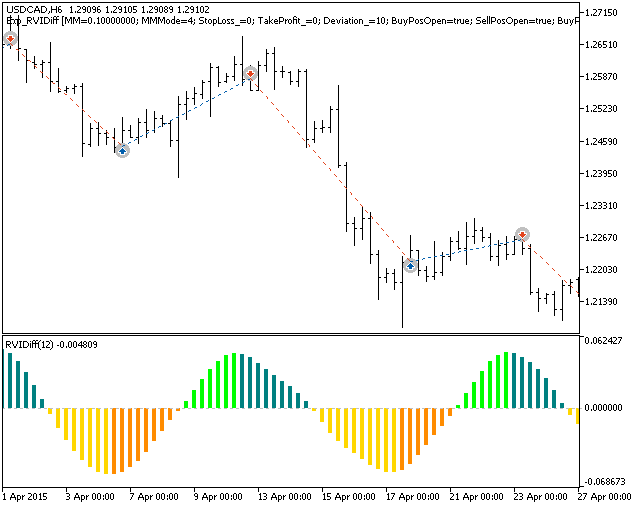 USDCAD,H6 1.29096 1.29105 1.29089 1.29102
Exp_RVIDiff [MM=0.10000000; MMMode=4; StopLoss_=0; TakeProfit_=0; Deviation_=10; BuyPosOpen=true; SellPosOpen=true; BuyP
1.27150
1.26510
1.25870
1.25230
1.24590
1.23950
1.23310
1.22670
1.22030
1.21390
RVIDiff(12) -0.004809
0.062427
0.00000
-0.068673
1 Apr 2015
3 Apr 00:00
7 Apr 00:00
9 Apr 00:00
13 Apr 00:00
15 Apr 00:00
17 Apr 00:00
21 Apr 00:00
23 Apr 00:00
27 Apr 00:00